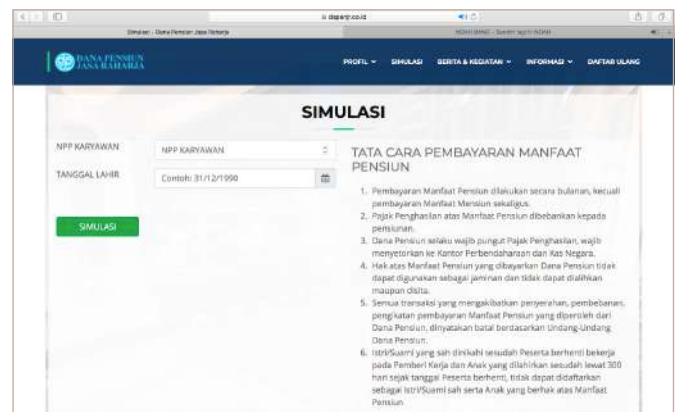 daperjr.co.id
Simulasi - Dana Pensiun Jasa Raharja
DANA PENSIUN
JASA RAHARJA
PROFIL SIMULASI BERITA & KEGIATAN INFORMASI DAFTAR ULANG
SIMULASI
NPP KARYAWAN
NPP KARYAWAN
TANGGAL LAHIR
Contoh: 31/12/1990
SIMULASI
TATA CARA PEMBAYARAN MANFAAT
PENSIUN
1. Pembayaran Manfaat Pensiun dilakukan secara bulanan, kecuali
pembayaran Manfaat Mensiun sekaligus.
2. Pajak Penghasilan atas Manfaat Pensiun dibebankan kepada
pensiunan.
3. Dana Pensiun selaku wajib pungut Pajak Penghasilan, wajib
menyetorkan ke Kantor Perbendaharaan dan Kas Negara.
4. Hak atas Manfaat Pensiun yang dibayarkan Dana Pensiun tidak
dapat digunakan sebagai jaminan dan tidak dapat dialihkan
maupun disita.
5. Semua transaksi yang mengakibatkan penyerahan, pembebanan,
pengikatan pembayaran Manfaat Pensiun yang diperoleh dari
Dana Pensiun, dinyatakan batal berdasarkan Undang-Undang
Dana Pensiun.
6. Istri/Suami yang sah dinikahi sesudah Peserta berhenti bekerja
pada Pemberi Kerja dan Anak yang dilahirkan sesudah lewat 300
hari sejak tanggal Peserta berhenti, tidak dapat didaftarkan
sebagai Istri/Suami sah serta Anak yang berhak atas Manfaat
Pensiun